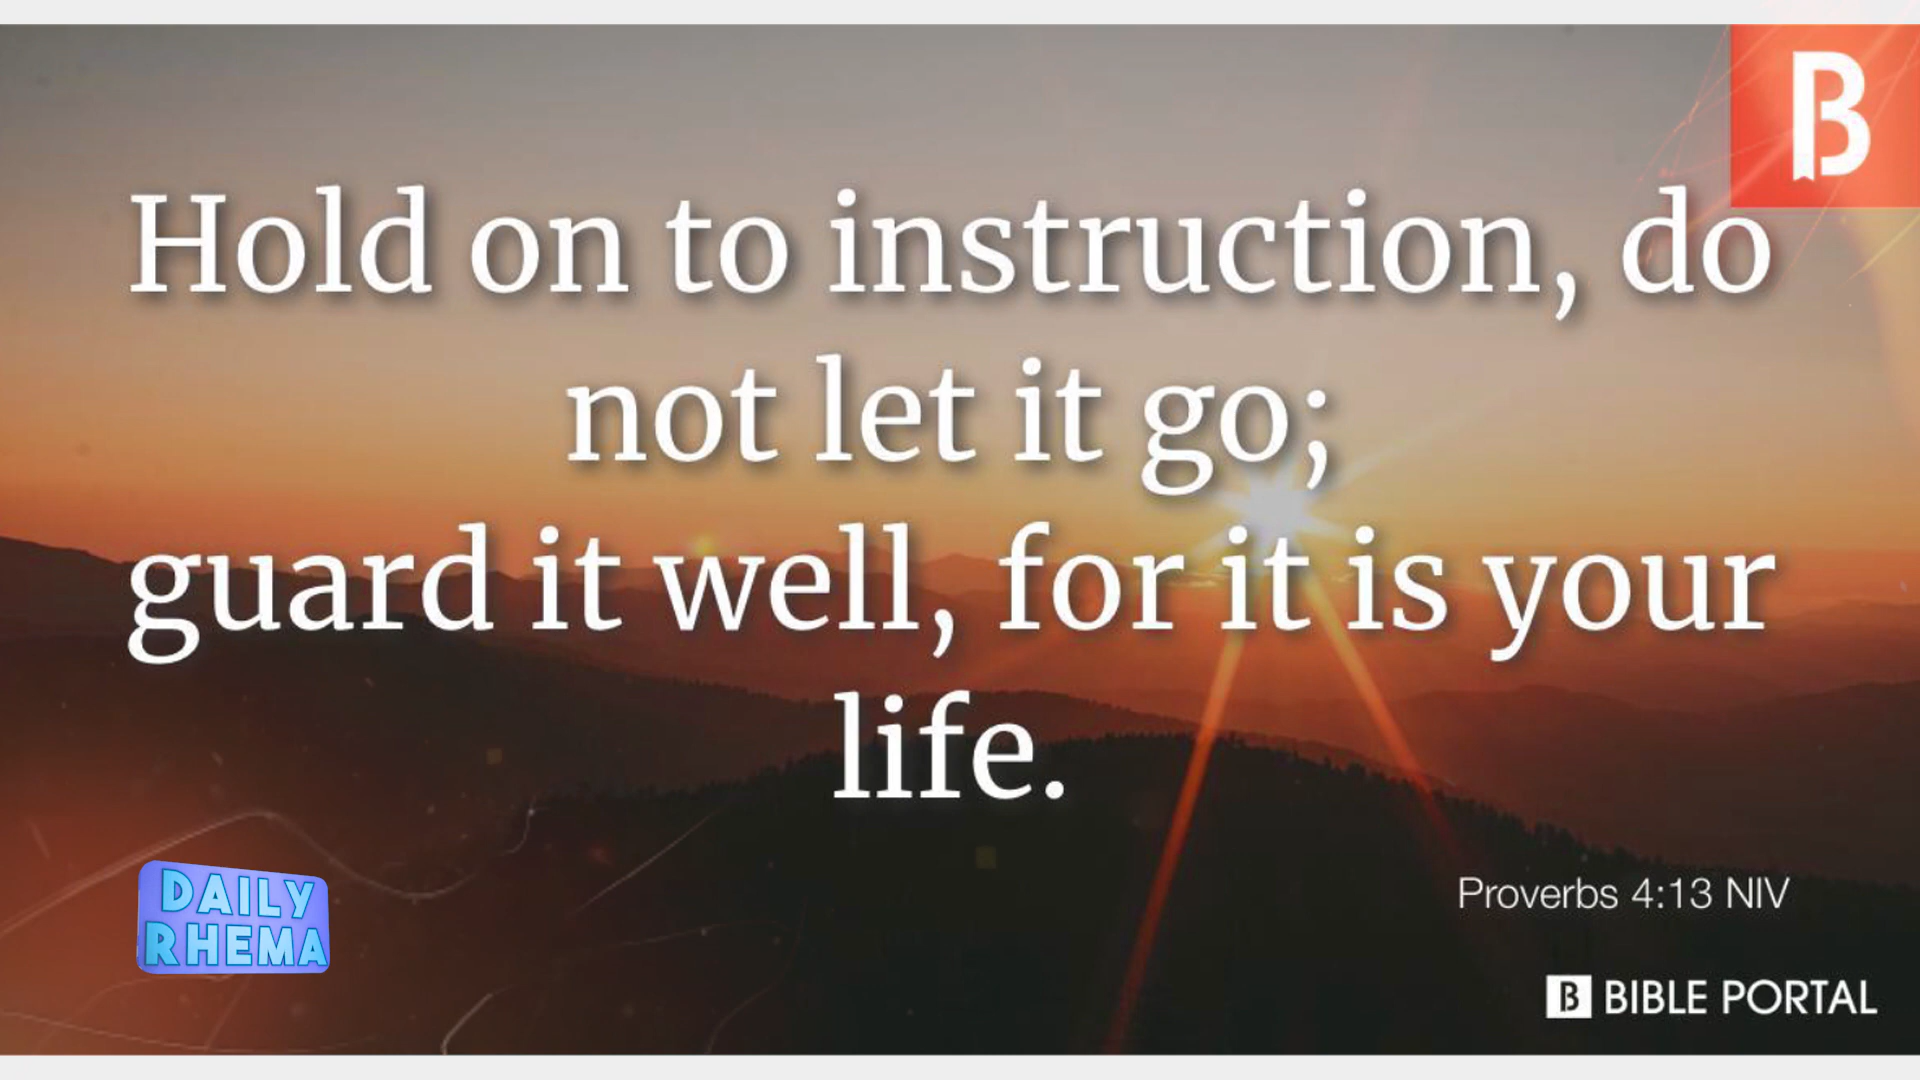 B
Hold on to instruction, do
not let it go;
guard it well, for it is your
life.
DAILY
RHEMA
Proverbs 4:13 NIV
B BIBLE PORTAL